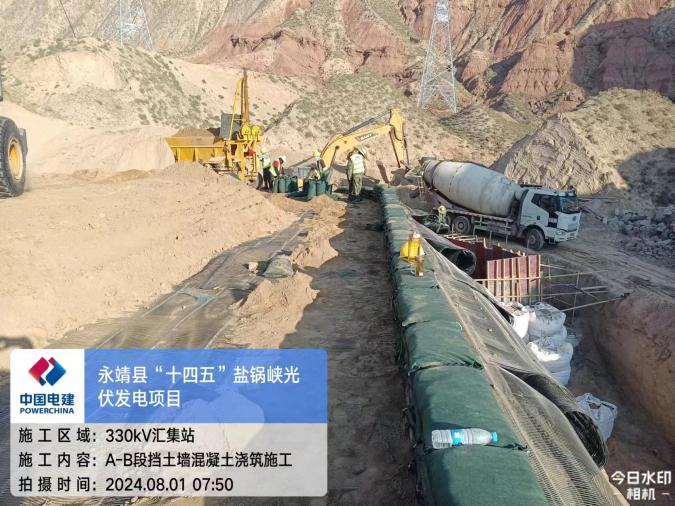 中国电建
POWERCHINA
永靖县“十四五”盐锅峡光
伏发电项目
施工区域：330kV汇集站
施工内容：A-B段挡土墙混凝土浇筑施工
拍摄时间：2024.08.01 07:50
今日水印
相机